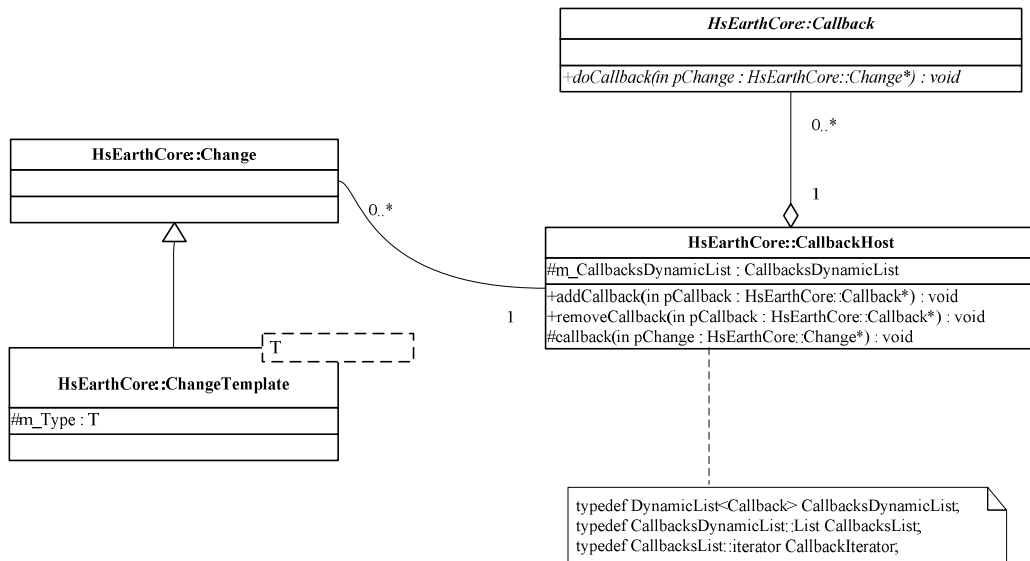 HsEarthCore::Callback
+doCallback(in pChange : HsEarthCore::Change*) : void
0..*
1
HsEarthCore::Change
0..*
HsEarthCore::CallbackHost
#m_CallbacksDynamicList : CallbacksDynamicList
+addCallback(in pCallback : HsEarthCore::Callback*) : void
+removeCallback(in pCallback : HsEarthCore::Callback*) : void
#callback(in pChange : HsEarthCore::Change*) : void
1
T
HsEarthCore::ChangeTemplate
#m_Type : T
typedef DynamicList<Callback> CallbacksDynamicList;
typedef CallbacksDynamicList::List CallbacksList;
typedef CallbacksList::iterator CallbackIterator;